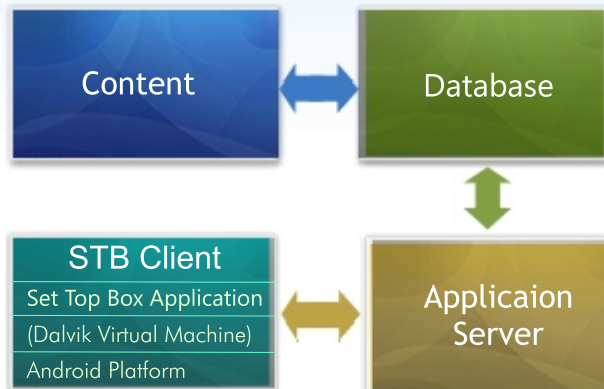 Content
Database
STB Client
Set Top Box Application
(Dalvik Virtual Machine)
Android Platform
Applicaion
Server